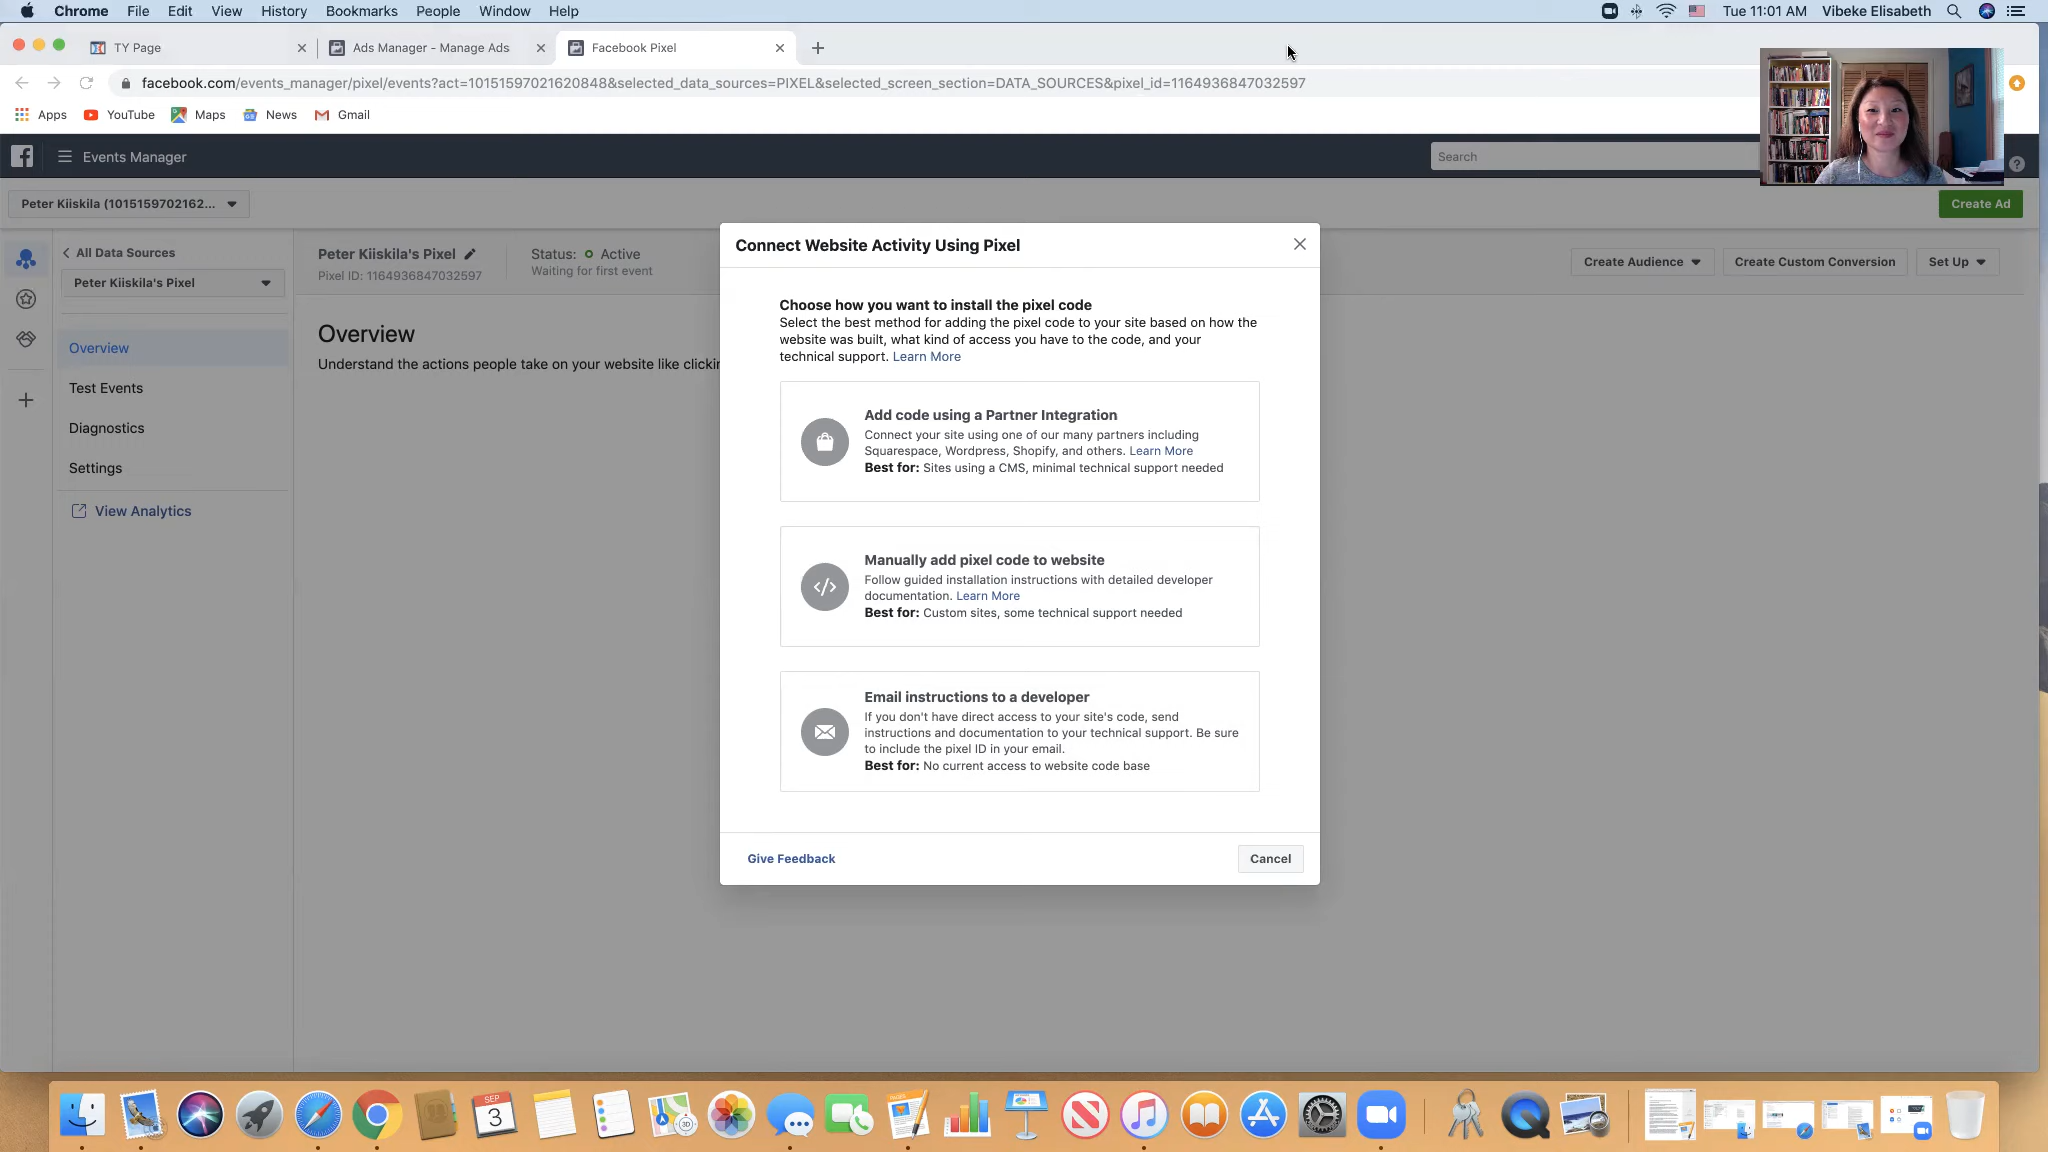 Chrome File Edit View History Bookmarks People Window Help
Tue 11:01 AM Vibeke Elisabeth
TY Page
Ads Manager - Manage Ads
Facebook Pixel
facebook.com/events_manager/pixel/events?act=10151597021620848&selected_data_sources=PIXEL&selected_screen_section=DATA_SOURCES&pixel_id=1164936847032597
Apps YouTube Maps News Gmail
Events Manager
Search
Peter Kiiskila (1015159702162...
Create Ad
All Data Sources
Peter Kiiskila's Pixel
Overview
Test Events
Diagnostics
Settings
View Analytics
Peter Kiiskila's Pixel
Pixel ID: 1164936847032597
Status: Active
Waiting for first event
Create Audience
Create Custom Conversion
Set Up
Overview
Understand the actions people take on your website like clickin
Connect Website Activity Using Pixel
Choose how you want to install the pixel code
Select the best method for adding the pixel code to your site based on how the
website was built, what kind of access you have to the code, and your
technical support. Learn More
Add code using a Partner Integration
Connect your site using one of our many partners including
Squarespace, Wordpress, Shopify, and others. Learn More
Best for: Sites using a CMS, minimal technical support needed
Manually add pixel code to website
Follow guided installation instructions with detailed developer
documentation. Learn More
Best for: Custom sites, some technical support needed
Email instructions to a developer
If you don't have direct access to your site's code, send
instructions and documentation to your technical support. Be sure
to include the pixel ID in your email.
Best for: No current access to website code base
Give Feedback
Cancel
SEP
3